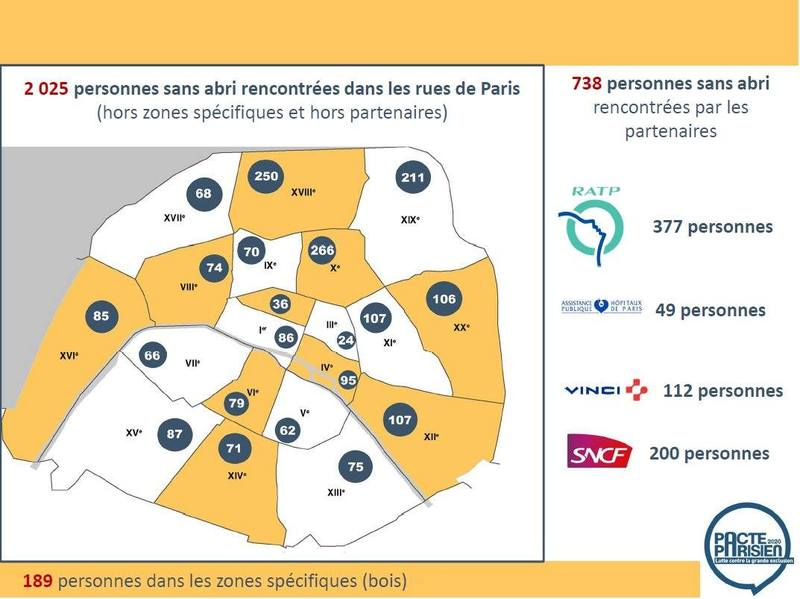 2 025 personnes sans abri rencontrées dans les rues de Paris
(hors zones spécifiques et hors partenaires)
738 personnes sans abri
rencontrées par les
partenaires
68
XVIIᵉ
250
XVIIIᵉ
211
XIXᵉ
74
VIIIᵉ
70
IXᵉ
266
Xᵉ
85
XVIᵉ
36
Iᵉʳ
86
IIIᵉ
24
107
XIᵉ
106
XXᵉ
66
VIIᵉ
IVᵉ
95
VIᵉ
79
Vᵉ
62
107
XIIᵉ
XVᵉ
87
71
XIVᵉ
75
XIIIᵉ
RATP
377 personnes
ASSISTANCE PUBLIQUE
HÔPITAUX DE PARIS
49 personnes
VINCI
112 personnes
SNCF
200 personnes
PACTE 2020
PARISIEN
Lutte contre la grande exclusion
189 personnes dans les zones spécifiques (bois)